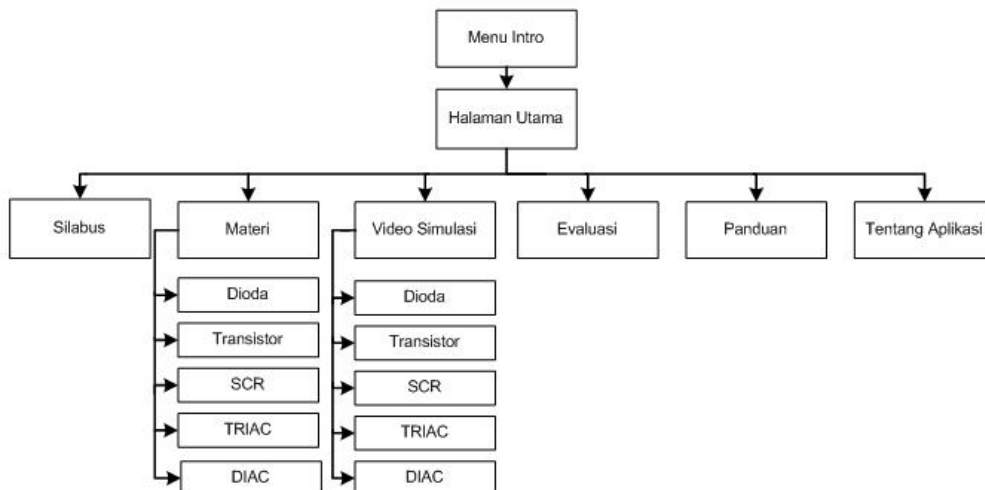 Menu Intro
Halaman Utama
Silabus
Materi
Video Simulasi
Evaluasi
Panduan
Tentang Aplikasi
Dioda
Transistor
SCR
TRIAC
DIAC
Dioda
Transistor
SCR
TRIAC
DIAC